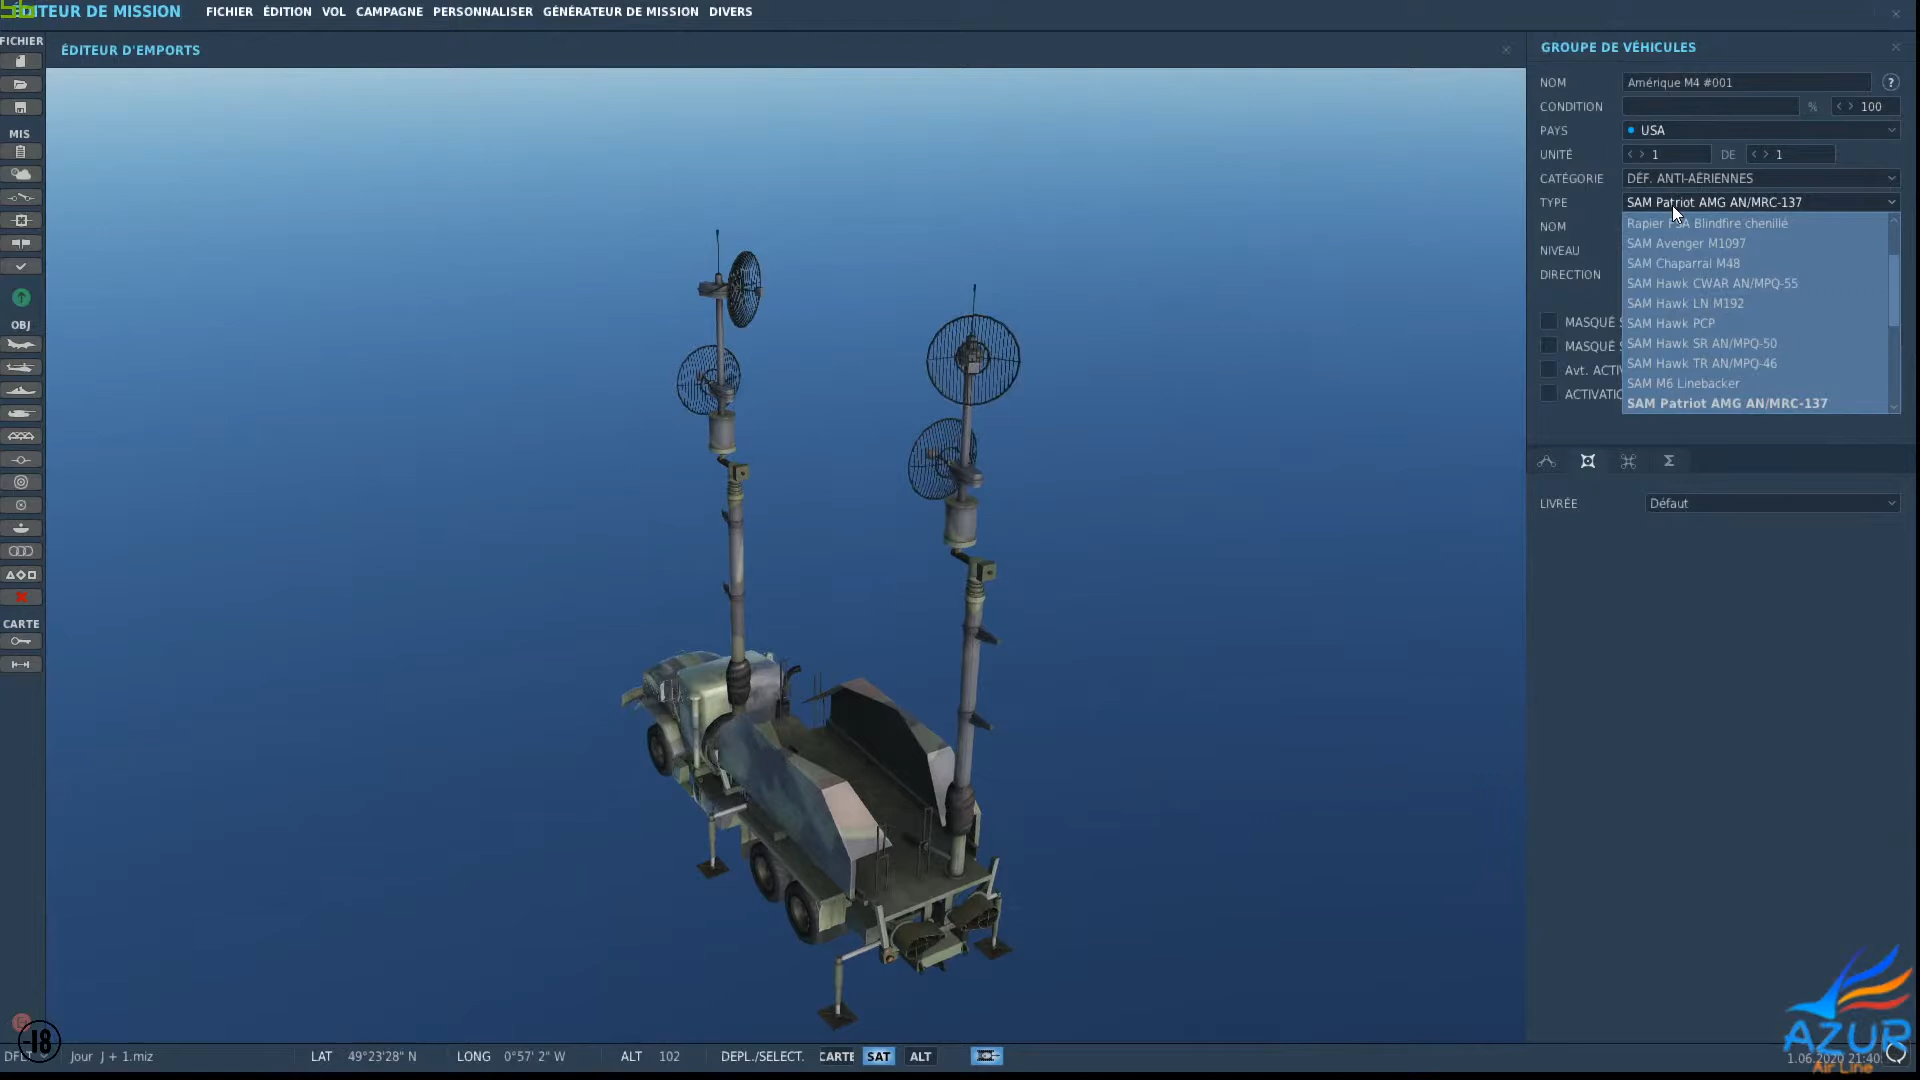 ÉDITEUR DE MISSION
FICHIER ÉDITION VOL CAMPAGNE PERSONNALISER GÉNÉRATEUR DE MISSION DIVERS
FICHIER
MIS
OBJ
CARTE
ÉDITEUR D'EMPORTS
GROUPE DE VÉHICULES
NOM Amérique M4 #001 ?
CONDITION % < > 100
PAYS USA
UNITÉ < > 1 DE < > 1
CATÉGORIE DÉF. ANTI-AÉRIENNES
TYPE SAM Patriot AMG AN/MRC-137
NOM
NIVEAU
DIRECTION
Rapier FSA Blindfire chenillé
SAM Avenger M1097
SAM Chaparral M48
SAM Hawk CWAR AN/MPQ-55
SAM Hawk LN M192
SAM Hawk PCP
SAM Hawk SR AN/MPQ-50
SAM Hawk TR AN/MPQ-46
SAM M6 Linebacker
SAM Patriot AMG AN/MRC-137
MASQUÉ S
MASQUÉ S
Avt. ACTI
ACTIVATIO
LIVRÉE Défaut
-18
Jour J + 1.miz LAT 49°23'28" N LONG 0°57' 2" W ALT 102 DEPL./SELECT. CARTE SAT ALT
1.06.2020 21:40
AZUR
Air Line